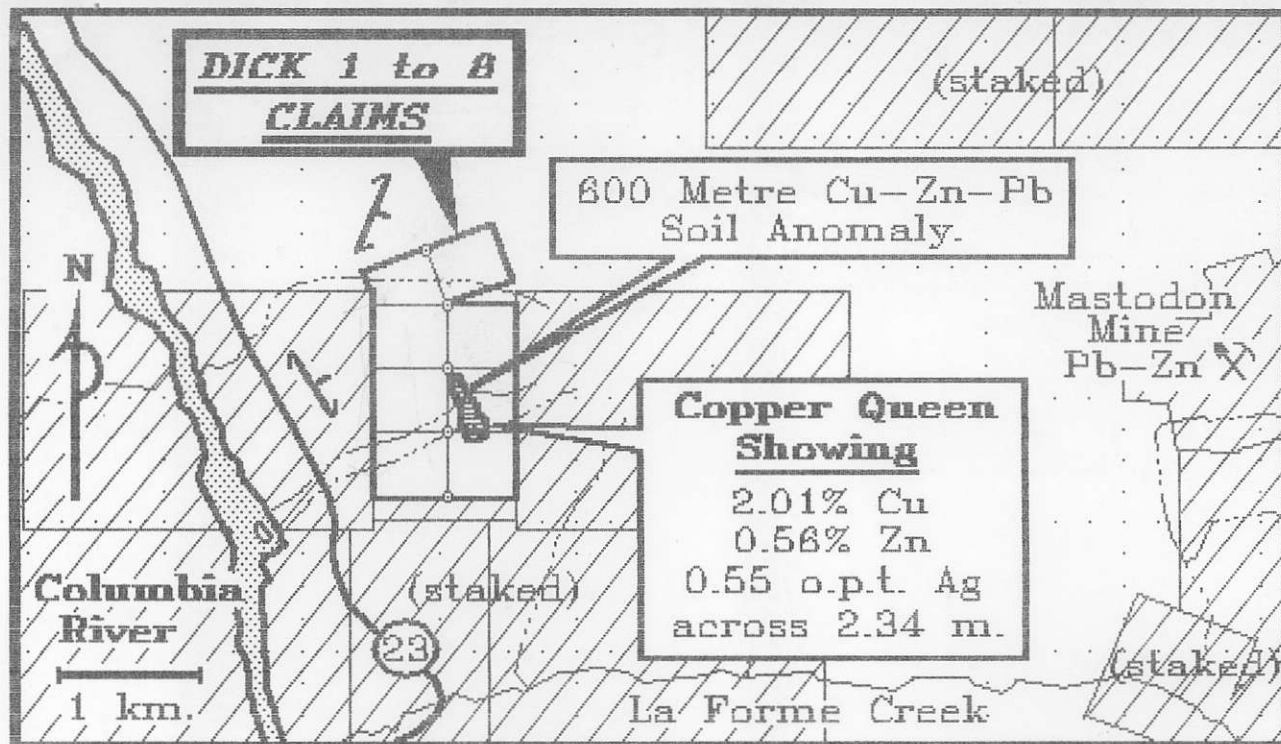 DICK 1 to 8
CLAIMS
(staked)
600 Metre Cu-Zn-Pb
Soil Anomaly.
N
Mastodon
Mine
Pb-Zn
Copper Queen
Showing
2.01% Cu
0.56% Zn
0.55 o.p.t. Ag
across 2.34 m.
Columbia
River
1 km.
(staked)
23
(staked)
La Forme Creek